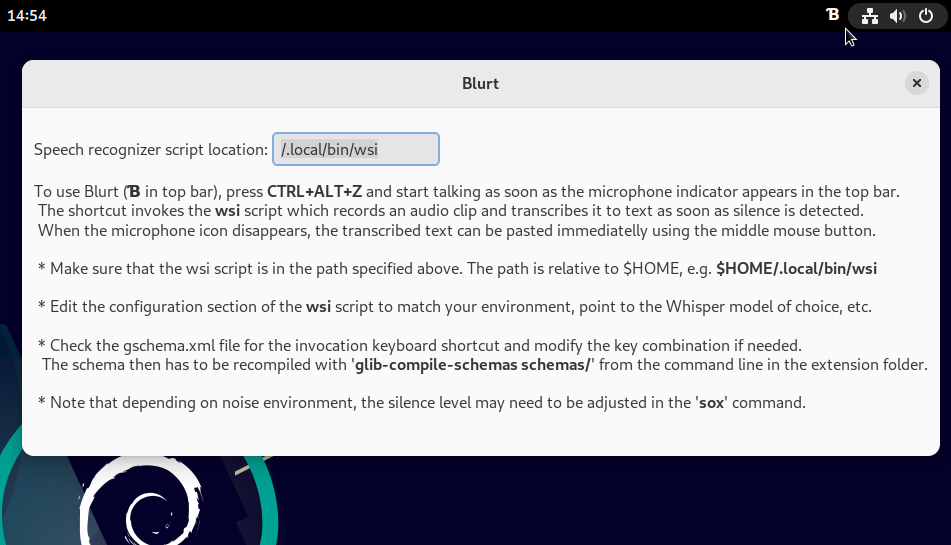 14:54
Ɓ
Blurt
Speech recognizer script location: /.local/bin/wsi
To use Blurt (Ɓ in top bar), press CTRL+ALT+Z and start talking as soon as the microphone indicator appears in the top bar.
The shortcut invokes the wsi script which records an audio clip and transcribes it to text as soon as silence is detected.
When the microphone icon disappears, the transcribed text can be pasted immediatelly using the middle mouse button.
* Make sure that the wsi script is in the path specified above. The path is relative to $HOME, e.g. $HOME/.local/bin/wsi
* Edit the configuration section of the wsi script to match your environment, point to the Whisper model of choice, etc.
* Check the gschema.xml file for the invocation keyboard shortcut and modify the key combination if needed.
The schema then has to be recompiled with 'glib-compile-schemas schemas/' from the command line in the extension folder.
* Note that depending on noise environment, the silence level may need to be adjusted in the 'sox' command.